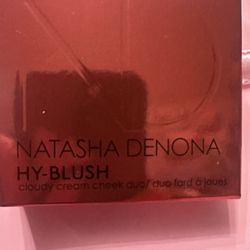 NATASHA DENONA
HY-BLUSH
cloudy cream cheek duo/ duo fard à joues